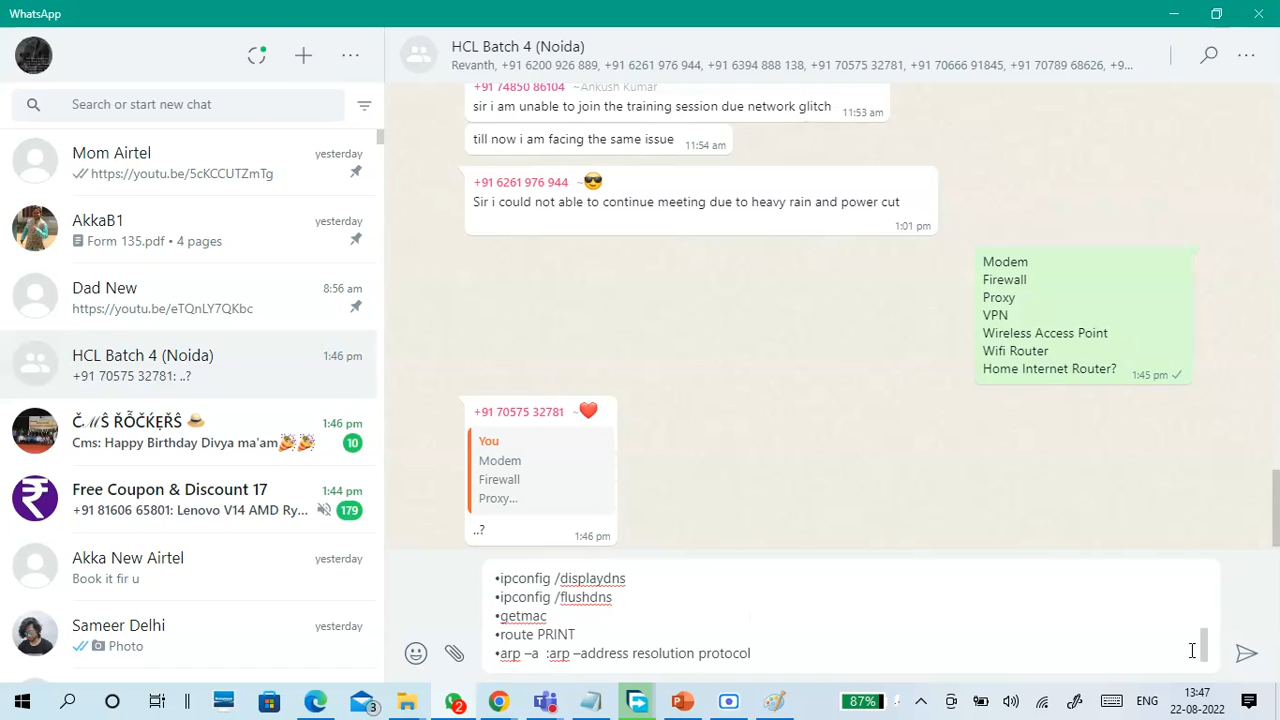 WhatsApp
Search or start new chat
Mom Airtel
yesterday
https://youtu.be/5cKCCUTZmTg
AkkaB1
yesterday
Form 135.pdf • 4 pages
Dad New
8:56 am
https://youtu.be/eTQnLY7QKbc
HCL Batch 4 (Noida)
1:46 pm
+91 70575 32781: ..?
Čℳŝ ŘỖČḰẸŘŜ 👒
1:46 pm
Cms: Happy Birthday Divya ma'am🎉🎉
10
Free Coupon & Discount 17
1:44 pm
+91 81606 65801: Lenovo V14 AMD Ry...
179
Akka New Airtel
yesterday
Book it fir u
Sameer Delhi
yesterday
Photo
HCL Batch 4 (Noida)
Revanth, +91 6200 926 889, +91 6261 976 944, +91 6394 888 138, +91 70575 32781, +91 70666 91845, +91 70789 68626, +9...
+91 74850 86104 ~Ankush Kumar
sir i am unable to join the training session due network glitch
11:53 am
till now i am facing the same issue
11:54 am
+91 6261 976 944 ~😎
Sir i could not able to continue meeting due to heavy rain and power cut
1:01 pm
Modem
Firewall
Proxy
VPN
Wireless Access Point
Wifi Router
Home Internet Router?
1:45 pm
+91 70575 32781 ~❤️
You
Modem
Firewall
Proxy...
..?
1:46 pm
•ipconfig /displaydns
•ipconfig /flushdns
•getmac
•route PRINT
•arp –a :arp –address resolution protocol
3
2
87%
ENG
13:47
22-08-2022